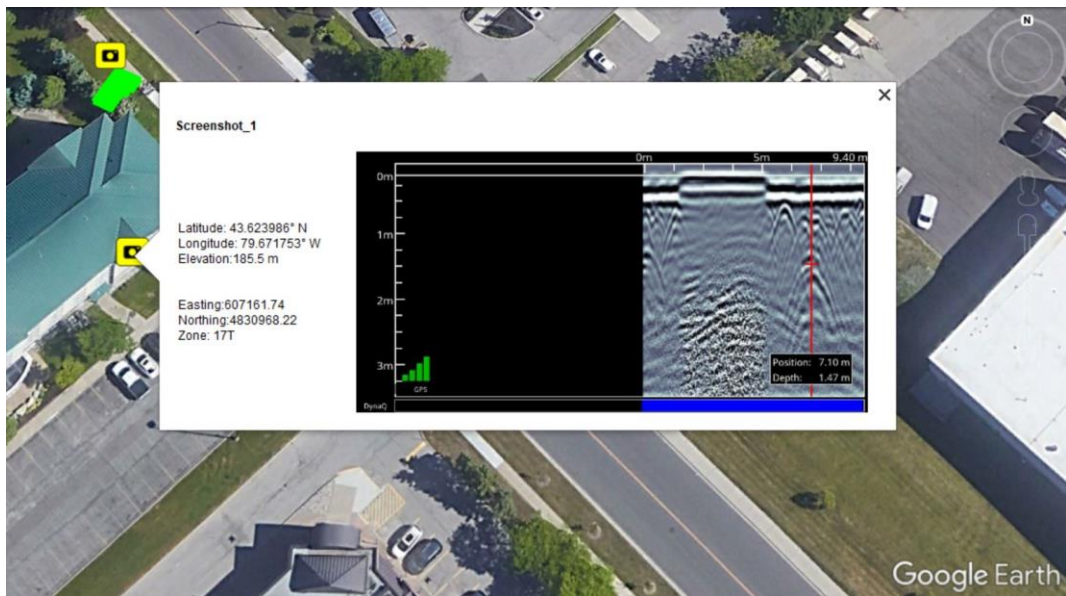 N
Screenshot_1
Latitude: 43.623986° N
Longitude: 79.671753° W
Elevation:185.5 m
Easting:607161.74
Northing:4830968.22
Zone: 17T
0m 5m 9.40 m
0m
1m
2m
3m
GPS
Position: 7.10 m
Depth: 1.47 m
DynaQ
Google Earth